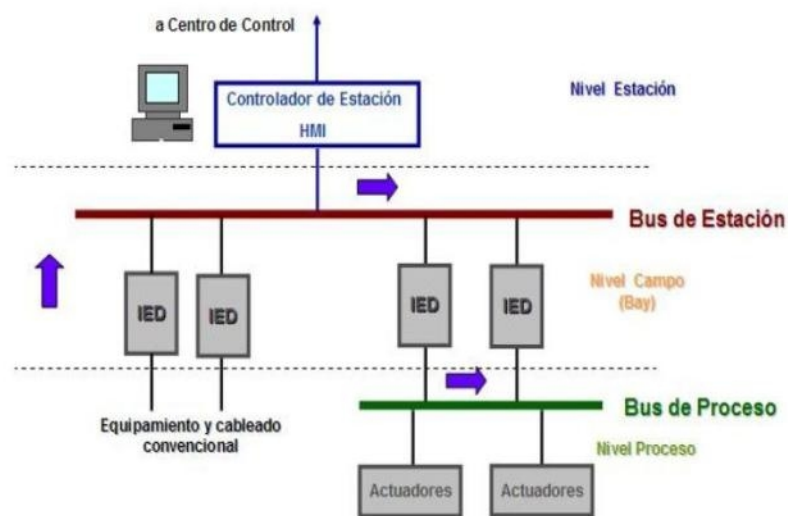 a Centro de Control
Controlador de Estación
HMI
Nivel Estación
Bus de Estación
IED
IED
IED
IED
Nivel Campo
(Bay)
Equipamiento y cableado
convencional
Bus de Proceso
Nivel Proceso
Actuadores
Actuadores